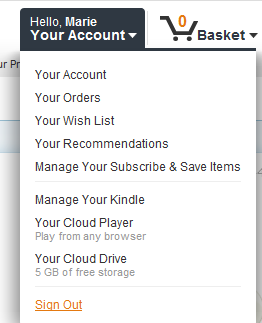 Hello, Marie
Your Account
0
Basket
ur Pr
Your Account
Your Orders
Your Wish List
Your Recommendations
Manage Your Subscribe & Save Items
Manage Your Kindle
Your Cloud Player
Play from any browser
Your Cloud Drive
5 GB of free storage
Sign Out